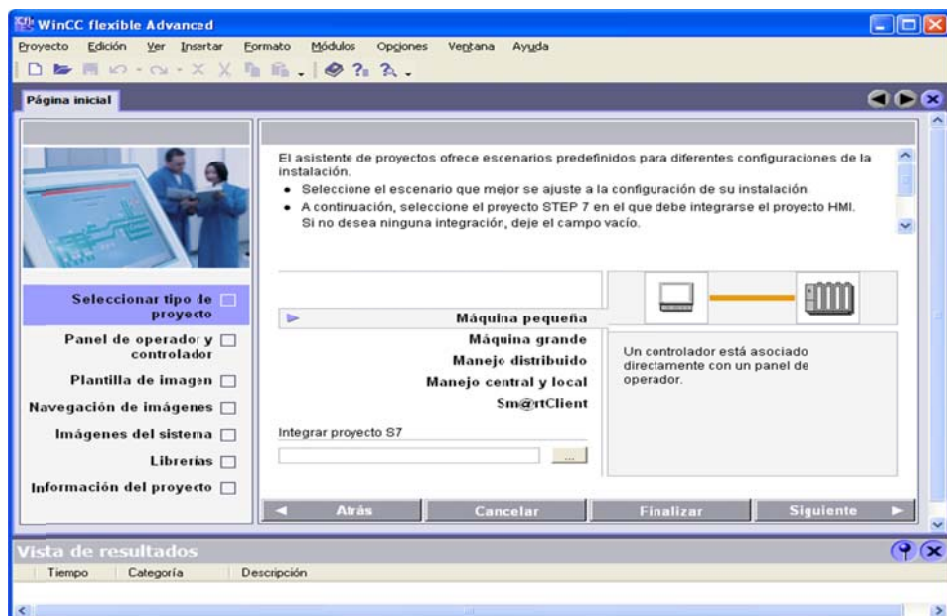 WinCC flexible Advanced
Proyecto Edición Ver Insertar Formato Módulos Opciones Ventana Ayuda
Página inicial
El asistente de proyectos ofrece escenarios predefinidos para diferentes configuraciones de la
instalación.
• Seleccione el escenario que mejor se ajuste a la configuración de su instalación
• A continuación, seleccione el proyecto STEP 7 en el que debe integrarse el proyecto HMI.
Si no desea ninguna integración, deje el campo vacío.
Seleccionar tipo de
proyecto
Panel de operador y
controlador
Plantilla de imagen
Navegación de imágenes
Imágenes del sistema
Librerías
Información del proyecto
Máquina pequeña
Máquina grande
Manejo distribuido
Manejo central y local
Sm@rtClient
Integrar proyecto S7
...
Un controlador está asociado
directamente con un panel de
operador.
Atrás Cancelar Finalizar Siguiente
Vista de resultados
Tiempo Categoría Descripción